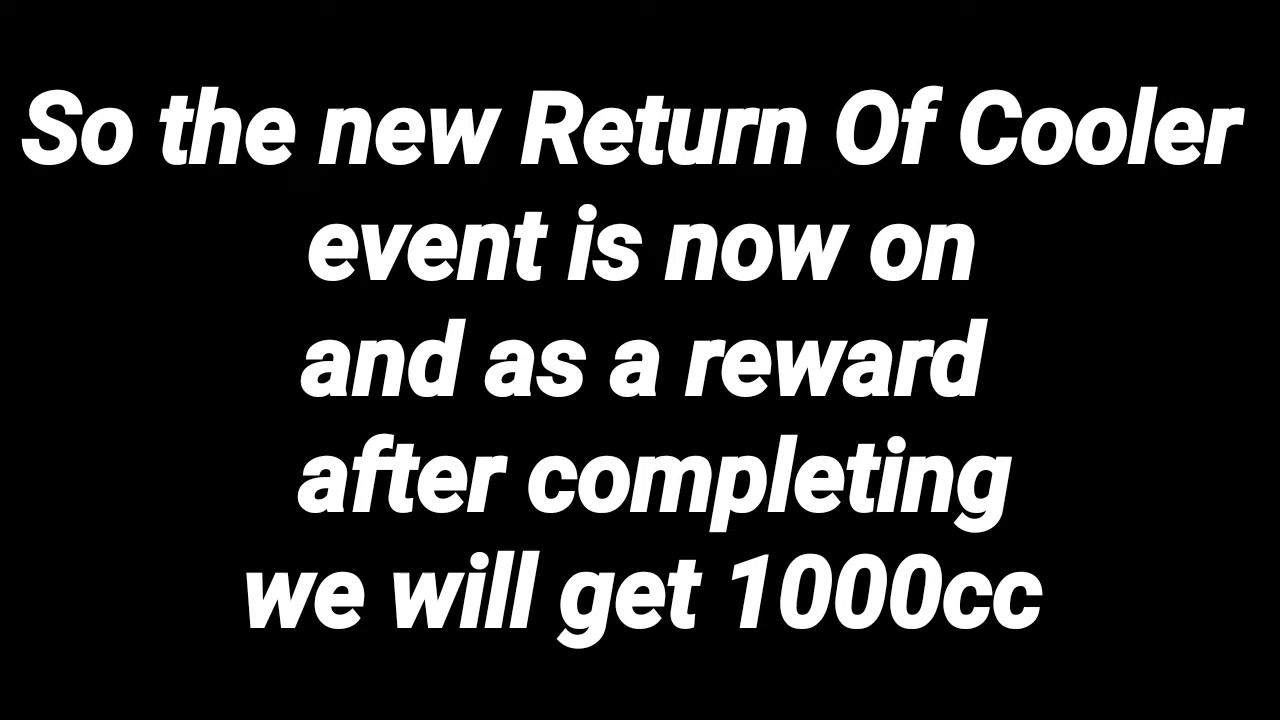 So the new Return Of Cooler
event is now on
and as a reward
after completing
we will get 1000cc